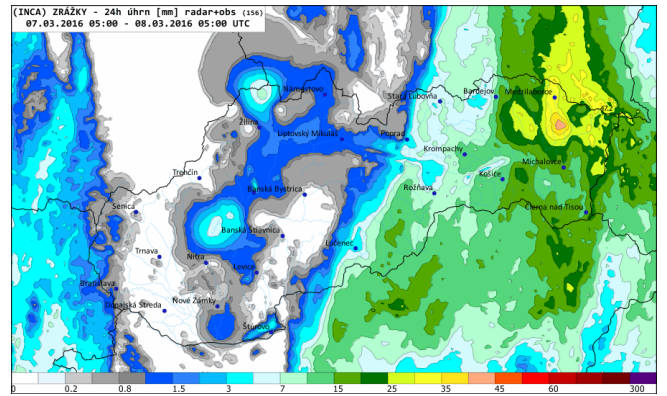 (INCA) ZRÁŽKY - 24h úhrn [mm] radar+obs (156)
07.03.2016 05:00 - 08.03.2016 05:00 UTC
Námestovo
Stará Ľubovňa
Bardejov
Medzilaborce
Žilina
Liptovský Mikuláš
Poprad
Krompachy
Michalovce
Trenčín
Košice
Banská Bystrica
Rožňava
Senica
Čierna nad Tisou
Banská Štiavnica
Lučenec
Trnava
Nitra
Levice
Bratislava
Dunajská Streda
Nové Zámky
Štúrovo
0 0.2 0.8 1.5 3 7 15 25 35 45 60 100 300